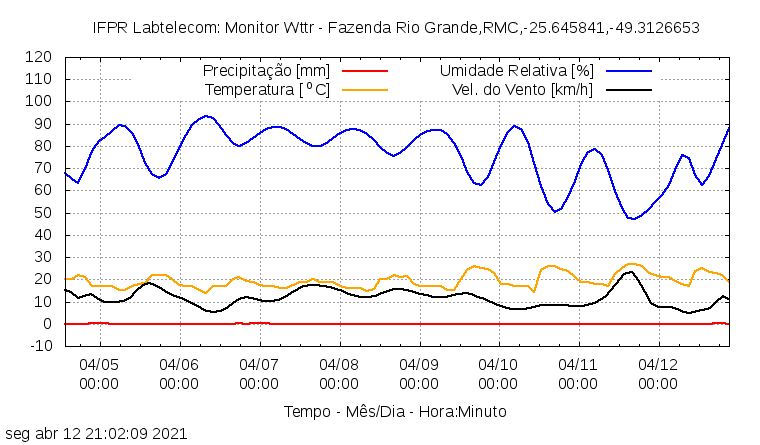 IFPR Labtelecom: Monitor Wttr - Fazenda Rio Grande,RMC,-25.645841,-49.3126653
120
110
100
90
80
70
60
50
40
30
20
10
0
-10
Precipitação [mm]
Temperatura [⁰C]
Umidade Relativa [%]
Vel. do Vento [km/h]
04/05 04/06 04/07 04/08 04/09 04/10 04/11 04/12
00:00 00:00 00:00 00:00 00:00 00:00 00:00 00:00
Tempo - Mês/Dia - Hora:Minuto
seg abr 12 21:02:09 2021